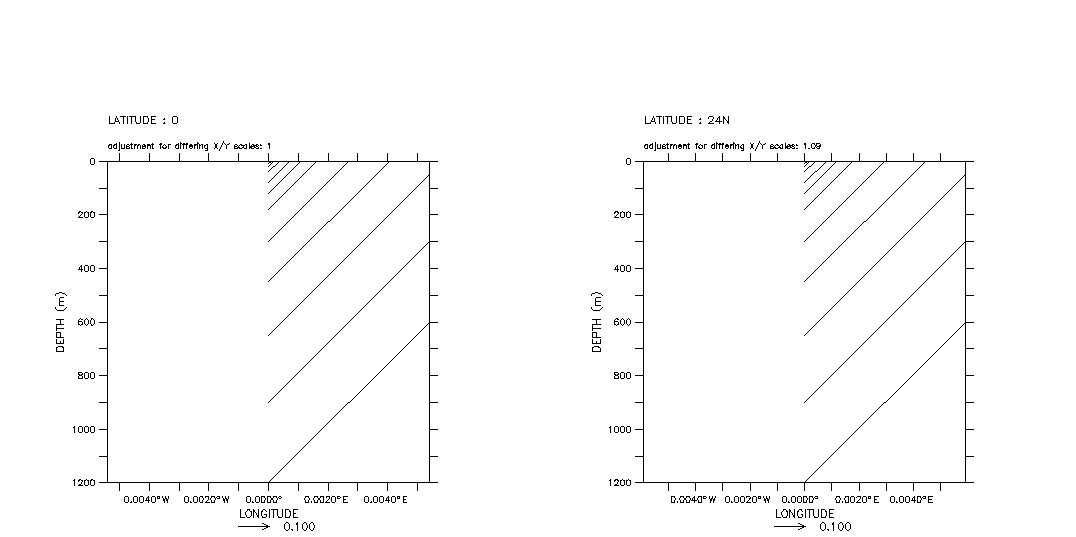 LATITUDE : 0
adjustment for differing X/Y scales: 1
0
200
400
600
800
1000
1200
DEPTH (m)
0.0040°W 0.0020°W 0.0000° 0.0020°E 0.0040°E
LONGITUDE
0.100
LATITUDE : 24N
adjustment for differing X/Y scales: 1.09
0
200
400
600
800
1000
1200
DEPTH (m)
0.0040°W 0.0020°W 0.0000° 0.0020°E 0.0040°E
LONGITUDE
0.100